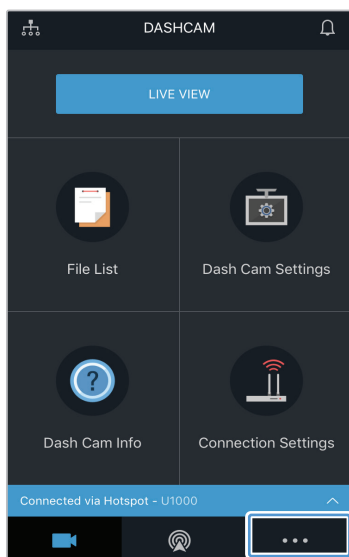 DASHCAM
LIVE VIEW
File List
Dash Cam Settings
Dash Cam Info
Connection Settings
Connected via Hotspot - U1000